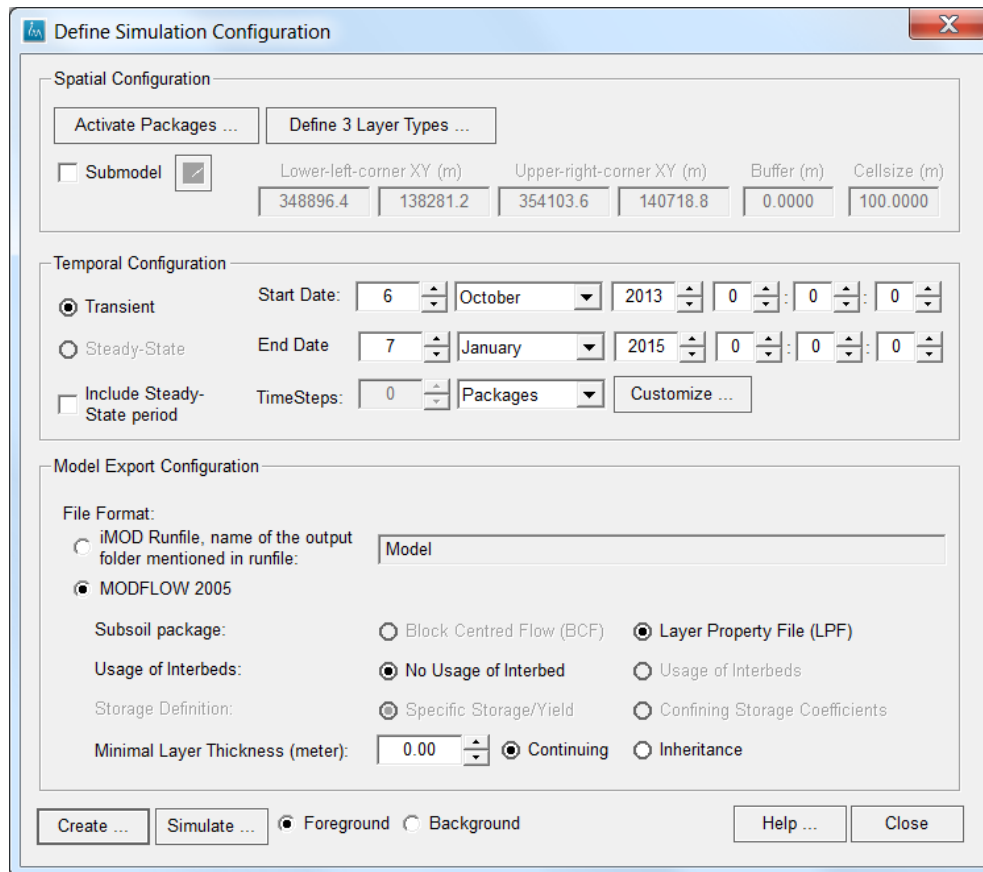 Define Simulation Configuration
Spatial Configuration
Activate Packages ... Define 3 Layer Types ...
Submodel Lower-left-corner XY (m) Upper-right-corner XY (m) Buffer (m) Cellsize (m)
348896.4 138281.2 354103.6 140718.8 0.0000 100.0000
Temporal Configuration
Transient Start Date: 6 October 2013 0 : 0 : 0
Steady-State End Date 7 January 2015 0 : 0 : 0
Include Steady-
State period TimeSteps: 0 Packages Customize ...
Model Export Configuration
File Format:
iMOD Runfile, name of the output
folder mentioned in runfile: Model
MODFLOW 2005
Subsoil package: Block Centred Flow (BCF) Layer Property File (LPF)
Usage of Interbeds: No Usage of Interbed Usage of Interbeds
Storage Definition: Specific Storage/Yield Confining Storage Coefficients
Minimal Layer Thickness (meter): 0.00 Continuing Inheritance
Create ... Simulate ... Foreground Background Help ... Close